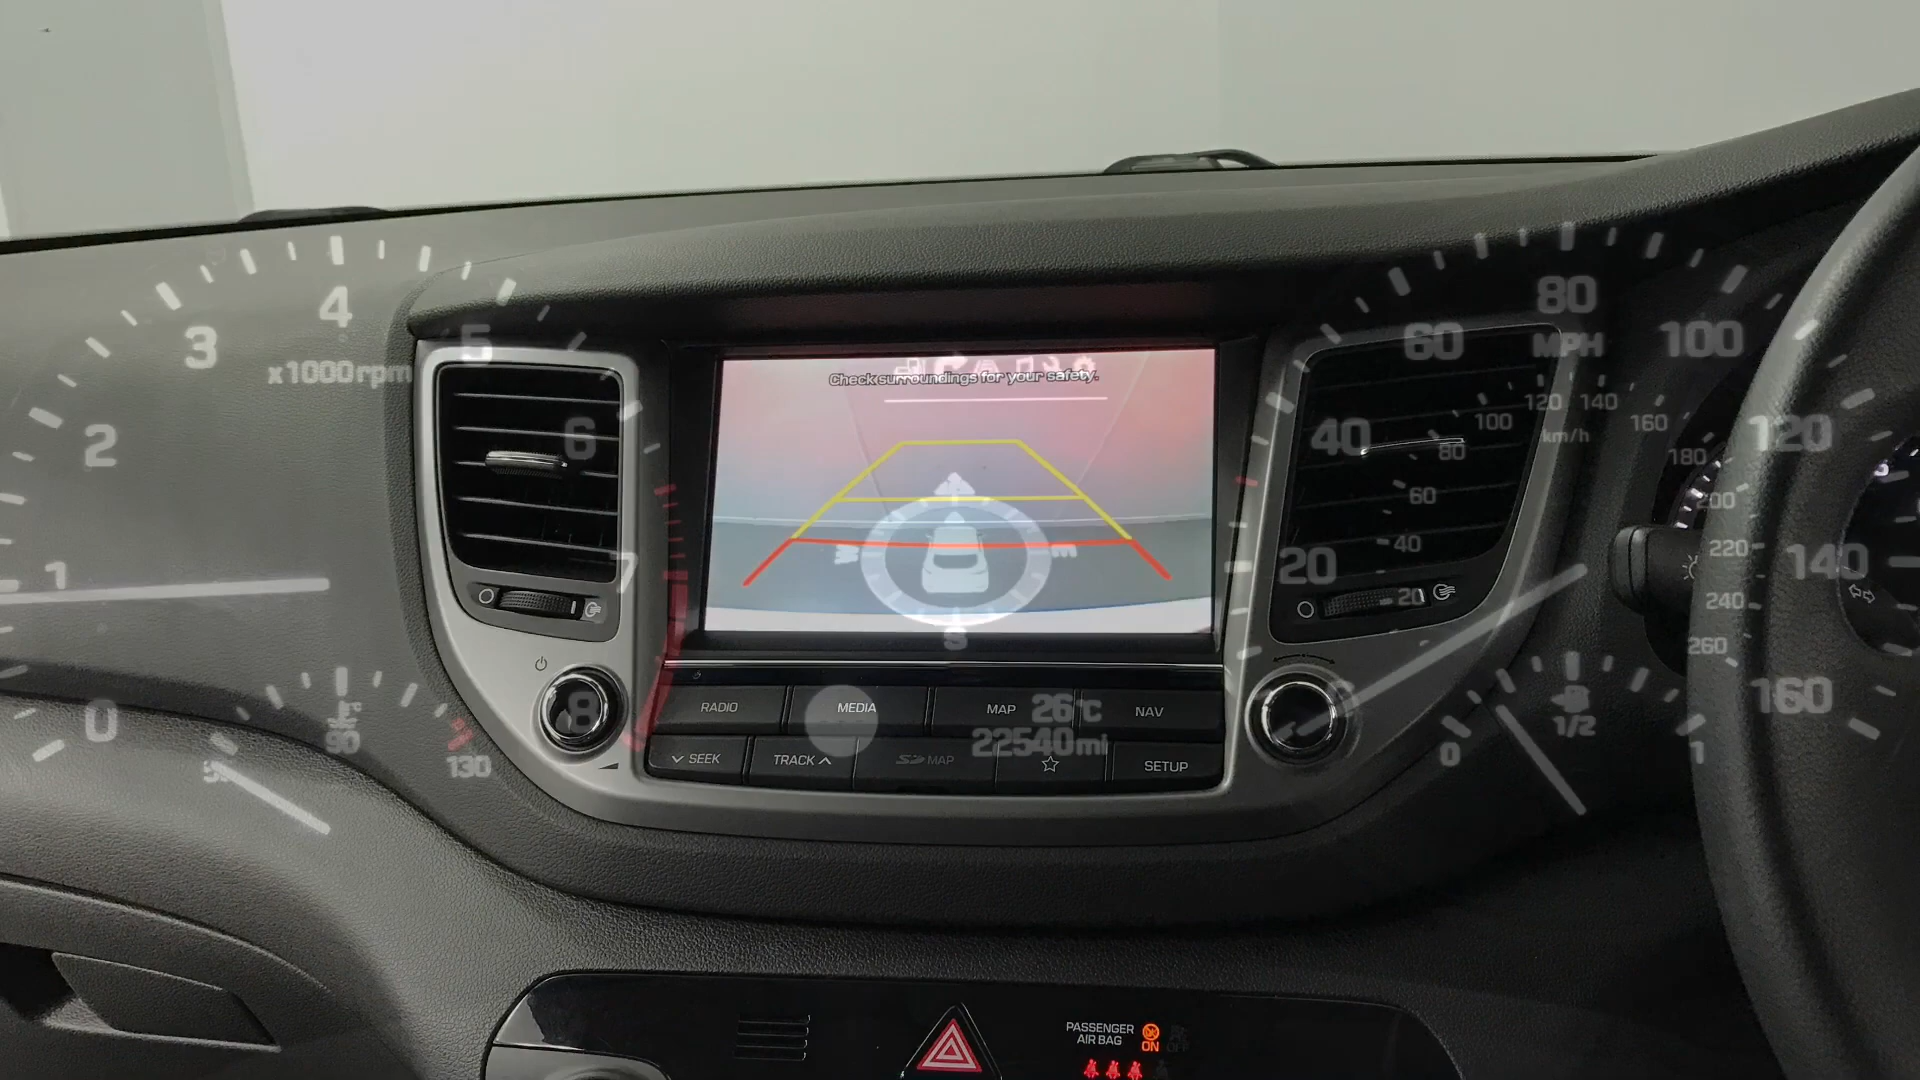 Check surroundings for your safety.
x1000rpm
0
1
2
3
4
5
6
7
8
90
130
W
E
S
26°C
22540mi
MPH
20
40
60
80
100
120
140
160
km/h
20
40
60
80
100
120
140
160
180
200
220
240
260
0
1/2
1
RADIO
MEDIA
MAP
NAV
SEEK
TRACK
SD MAP
SETUP
PASSENGER
AIR BAG
ON
OFF